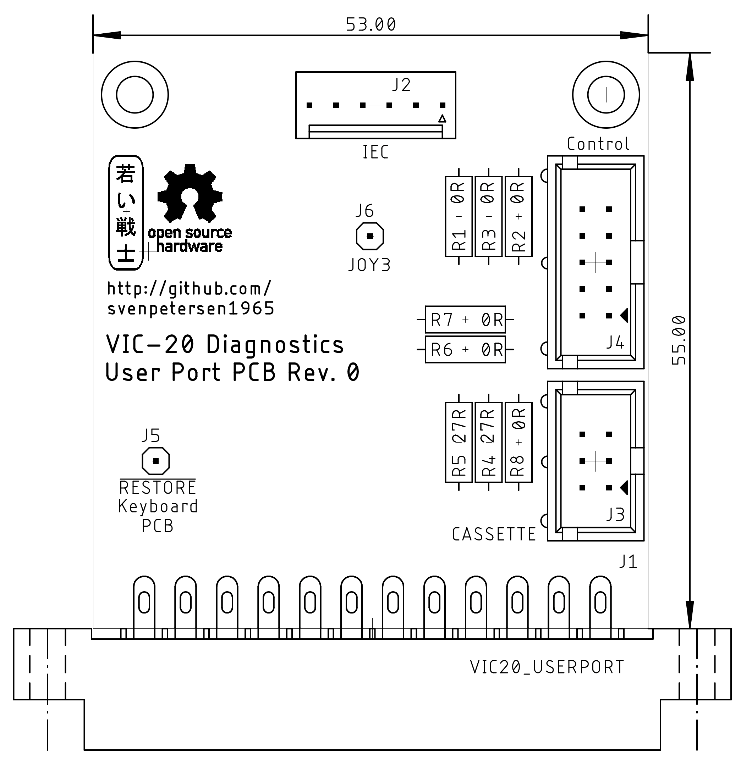 53.00
J2
IEC
Control
若い戦士
open source
hardware
J6
JOY3
R1 - 0R
R3 - 0R
R2 + 0R
J4
http://github.com/
svenpetersen1965
R7 + 0R
R6 + 0R
VIC-20 Diagnostics
User Port PCB Rev. 0
55.00
J5
RESTORE
Keyboard
PCB
R5 27R
R4 27R
R8 + 0R
J3
CASSETTE
J1
VIC20_USERPORT